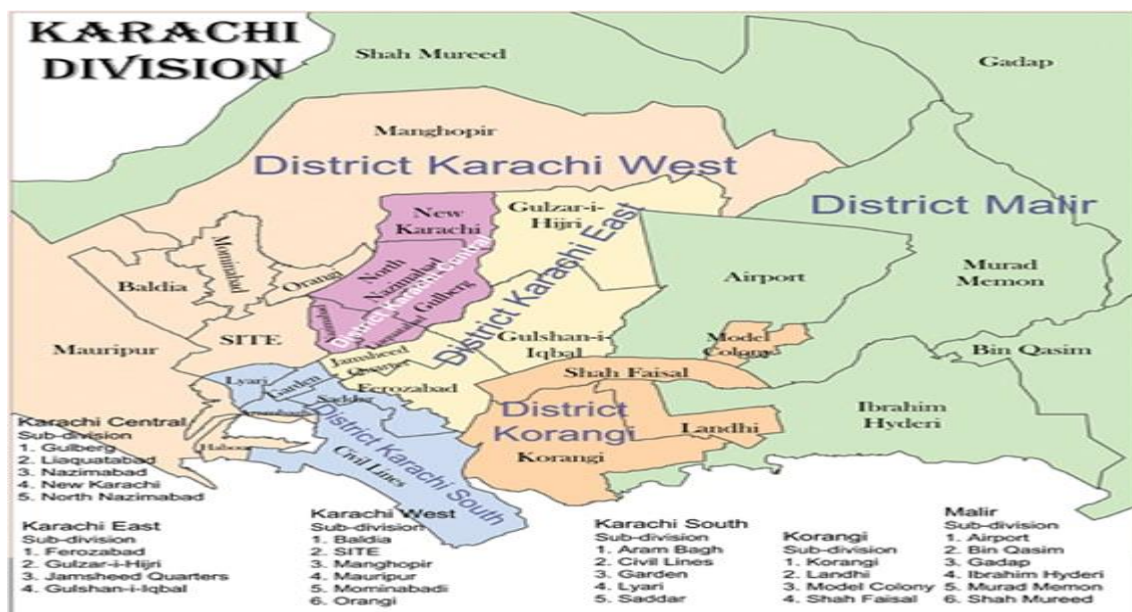 KARACHI
DIVISION
Shah Mureed
Gadap
Manghopir
District Karachi West
District Malir
New
Karachi
Gulzar-i-
Hijri
District Karachi East
Mominabad
Orangi
North
Nazimabad
District Karachi Central
Gulberg
Airport
Murad
Memon
Baldia
SITE
Mauripur
Gulshan-i-
Iqbal
Model
Colony
Bin Qasim
Jamsheed
Quarter
Shah Faisal
Lyari
Garden
Saddar
Ferozabad
District
Korangi
Landhi
Korangi
Ibrahim
Hyderi
District Karachi South
Civil Lines
Karachi Central
Sub-division
1. Gulberg
2. Liaquatabad
3. Nazimabad
4. New Karachi
5. North Nazimabad
Karachi East
Sub-division
1. Ferozabad
2. Gulzar-i-Hijri
3. Jamsheed Quarters
4. Gulshan-i-Iqbal
Karachi West
Sub-division
1. Baldia
2. SITE
3. Manghopir
4. Mauripur
5. Mominabadi
6. Orangi
Karachi South
Sub-division
1. Aram Bagh
2. Civil Lines
3. Garden
4. Lyari
5. Saddar
Korangi
Sub-division
1. Korangi
2. Landhi
3. Model Colony
4. Shah Faisal
Malir
Sub-division
1. Airport
2. Bin Qasim
3. Gadap
4. Ibrahim Hyderi
5. Murad Memon
6. Shah Mureed